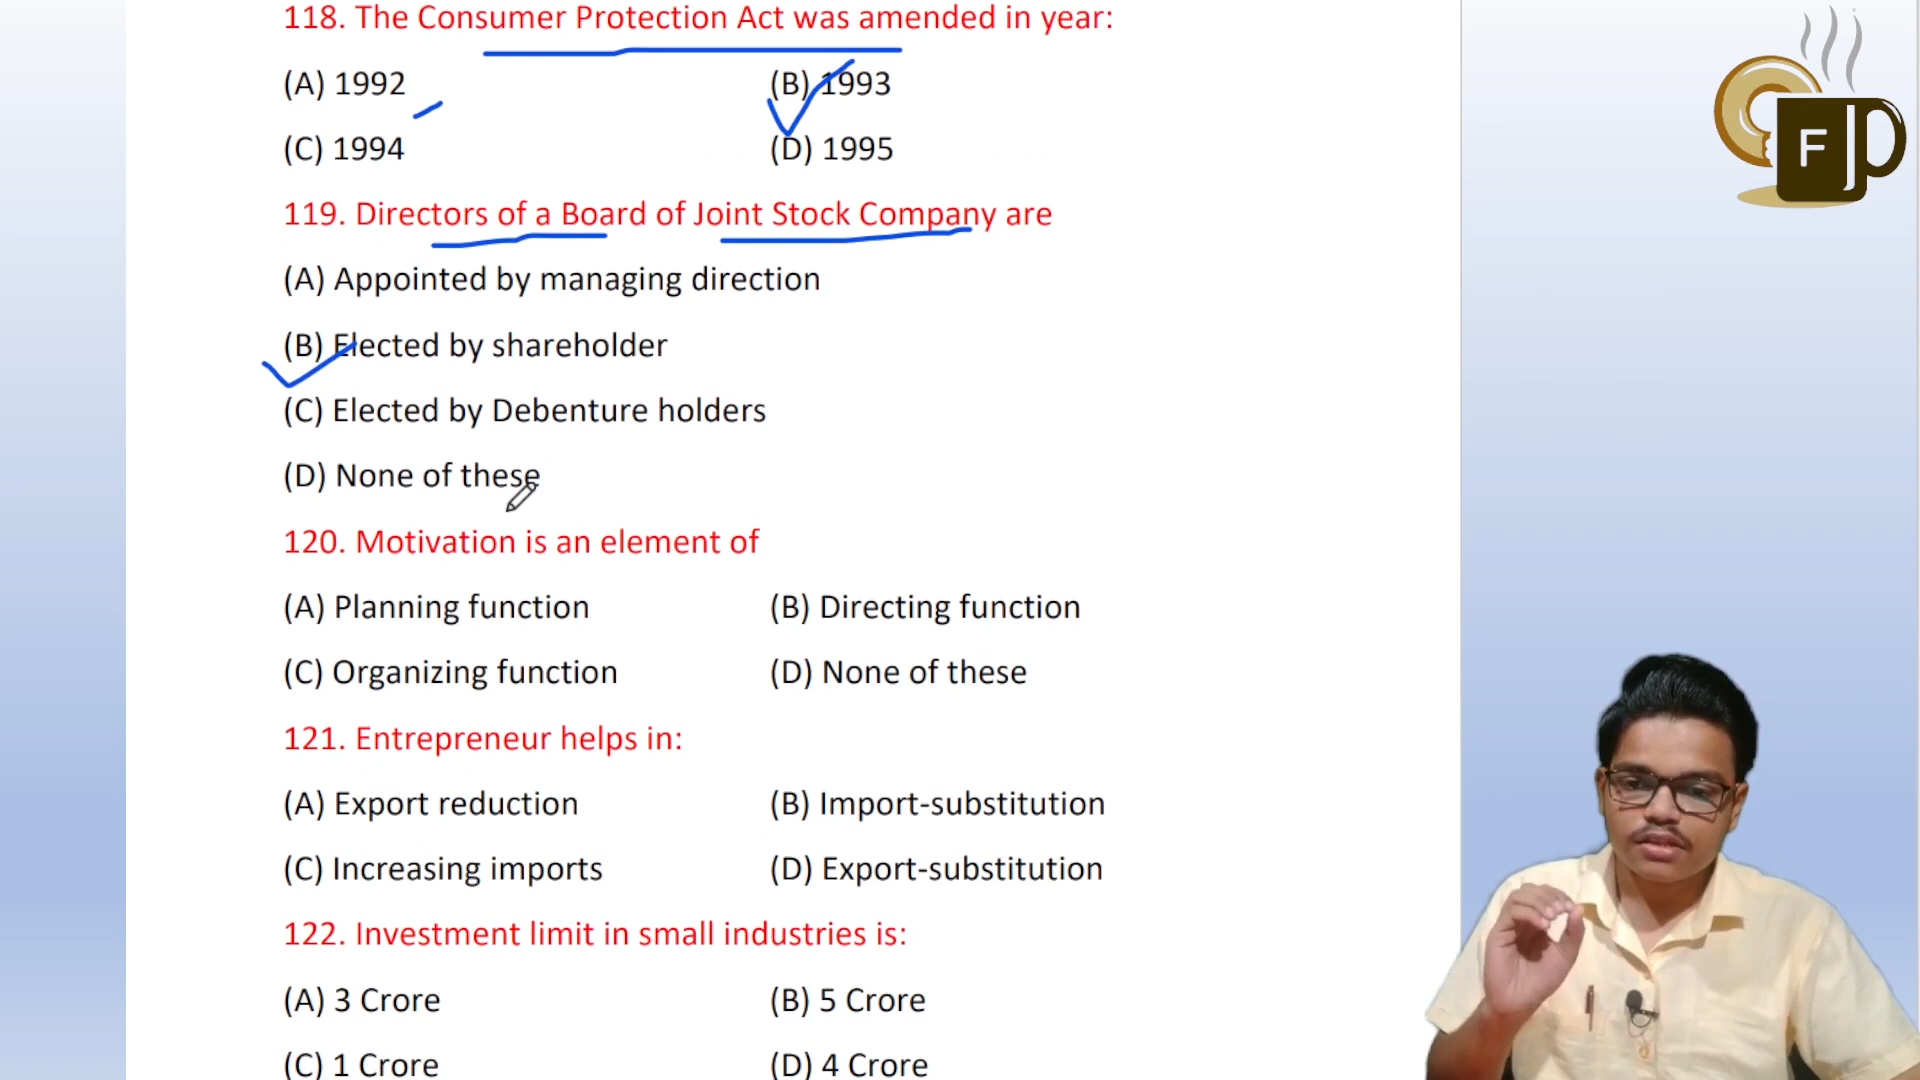 118. The Consumer Protection Act was amended in year:
(A) 1992 (B) 1993
(C) 1994 (D) 1995
119. Directors of a Board of Joint Stock Company are
(A) Appointed by managing direction
(B) Elected by shareholder
(C) Elected by Debenture holders
(D) None of these
120. Motivation is an element of
(A) Planning function (B) Directing function
(C) Organizing function (D) None of these
121. Entrepreneur helps in:
(A) Export reduction (B) Import-substitution
(C) Increasing imports (D) Export-substitution
122. Investment limit in small industries is:
(A) 3 Crore (B) 5 Crore
(C) 1 Crore (D) 4 Crore
F J